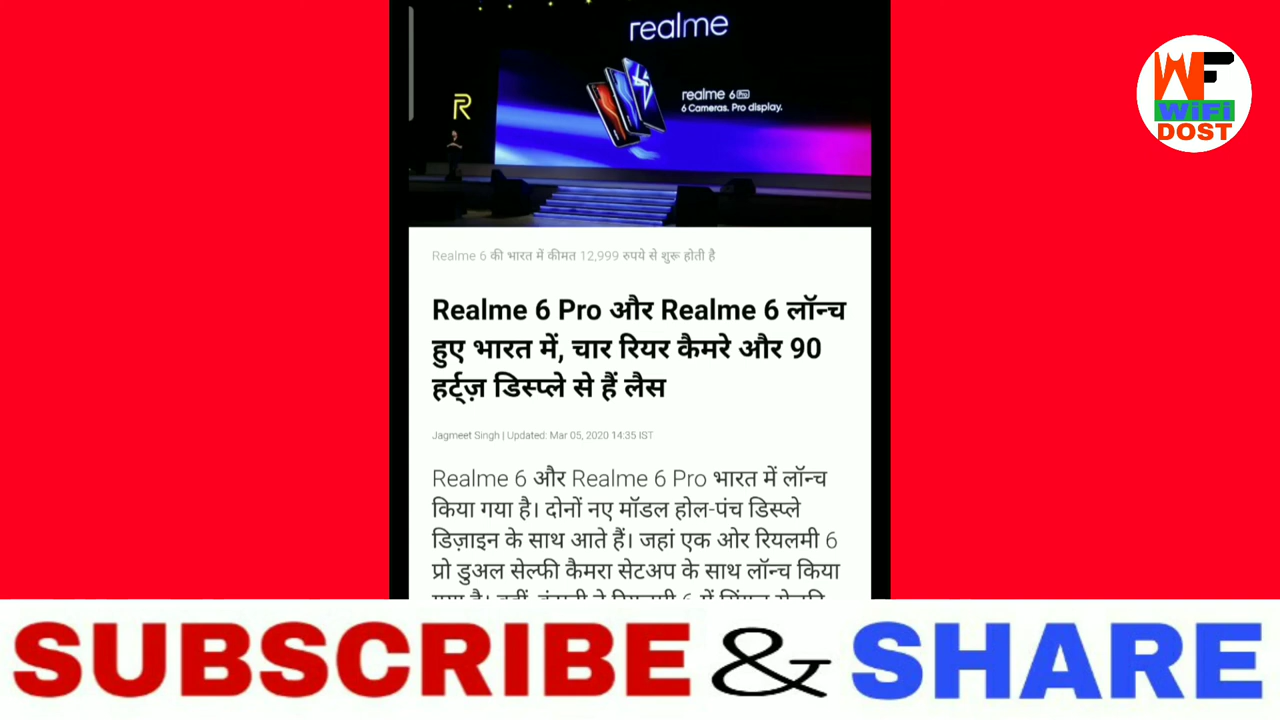 realme
R
realme 6 Pro
6 Cameras. Pro display.
WF
WiFi
DOST
Realme 6 की भारत में कीमत 12,999 रुपये से शुरू होती है
Realme 6 Pro और Realme 6 लॉन्च
हुए भारत में, चार रियर कैमरे और 90
हर्ट्ज़ डिस्प्ले से हैं लैस
Jagmeet Singh | Updated: Mar 05, 2020 14:35 IST
Realme 6 और Realme 6 Pro भारत में लॉन्च
किया गया है। दोनों नए मॉडल होल-पंच डिस्प्ले
डिज़ाइन के साथ आते हैं। जहां एक ओर रियलमी 6
प्रो डुअल सेल्फी कैमरा सेटअप के साथ लॉन्च किया
SUBSCRIBE & SHARE